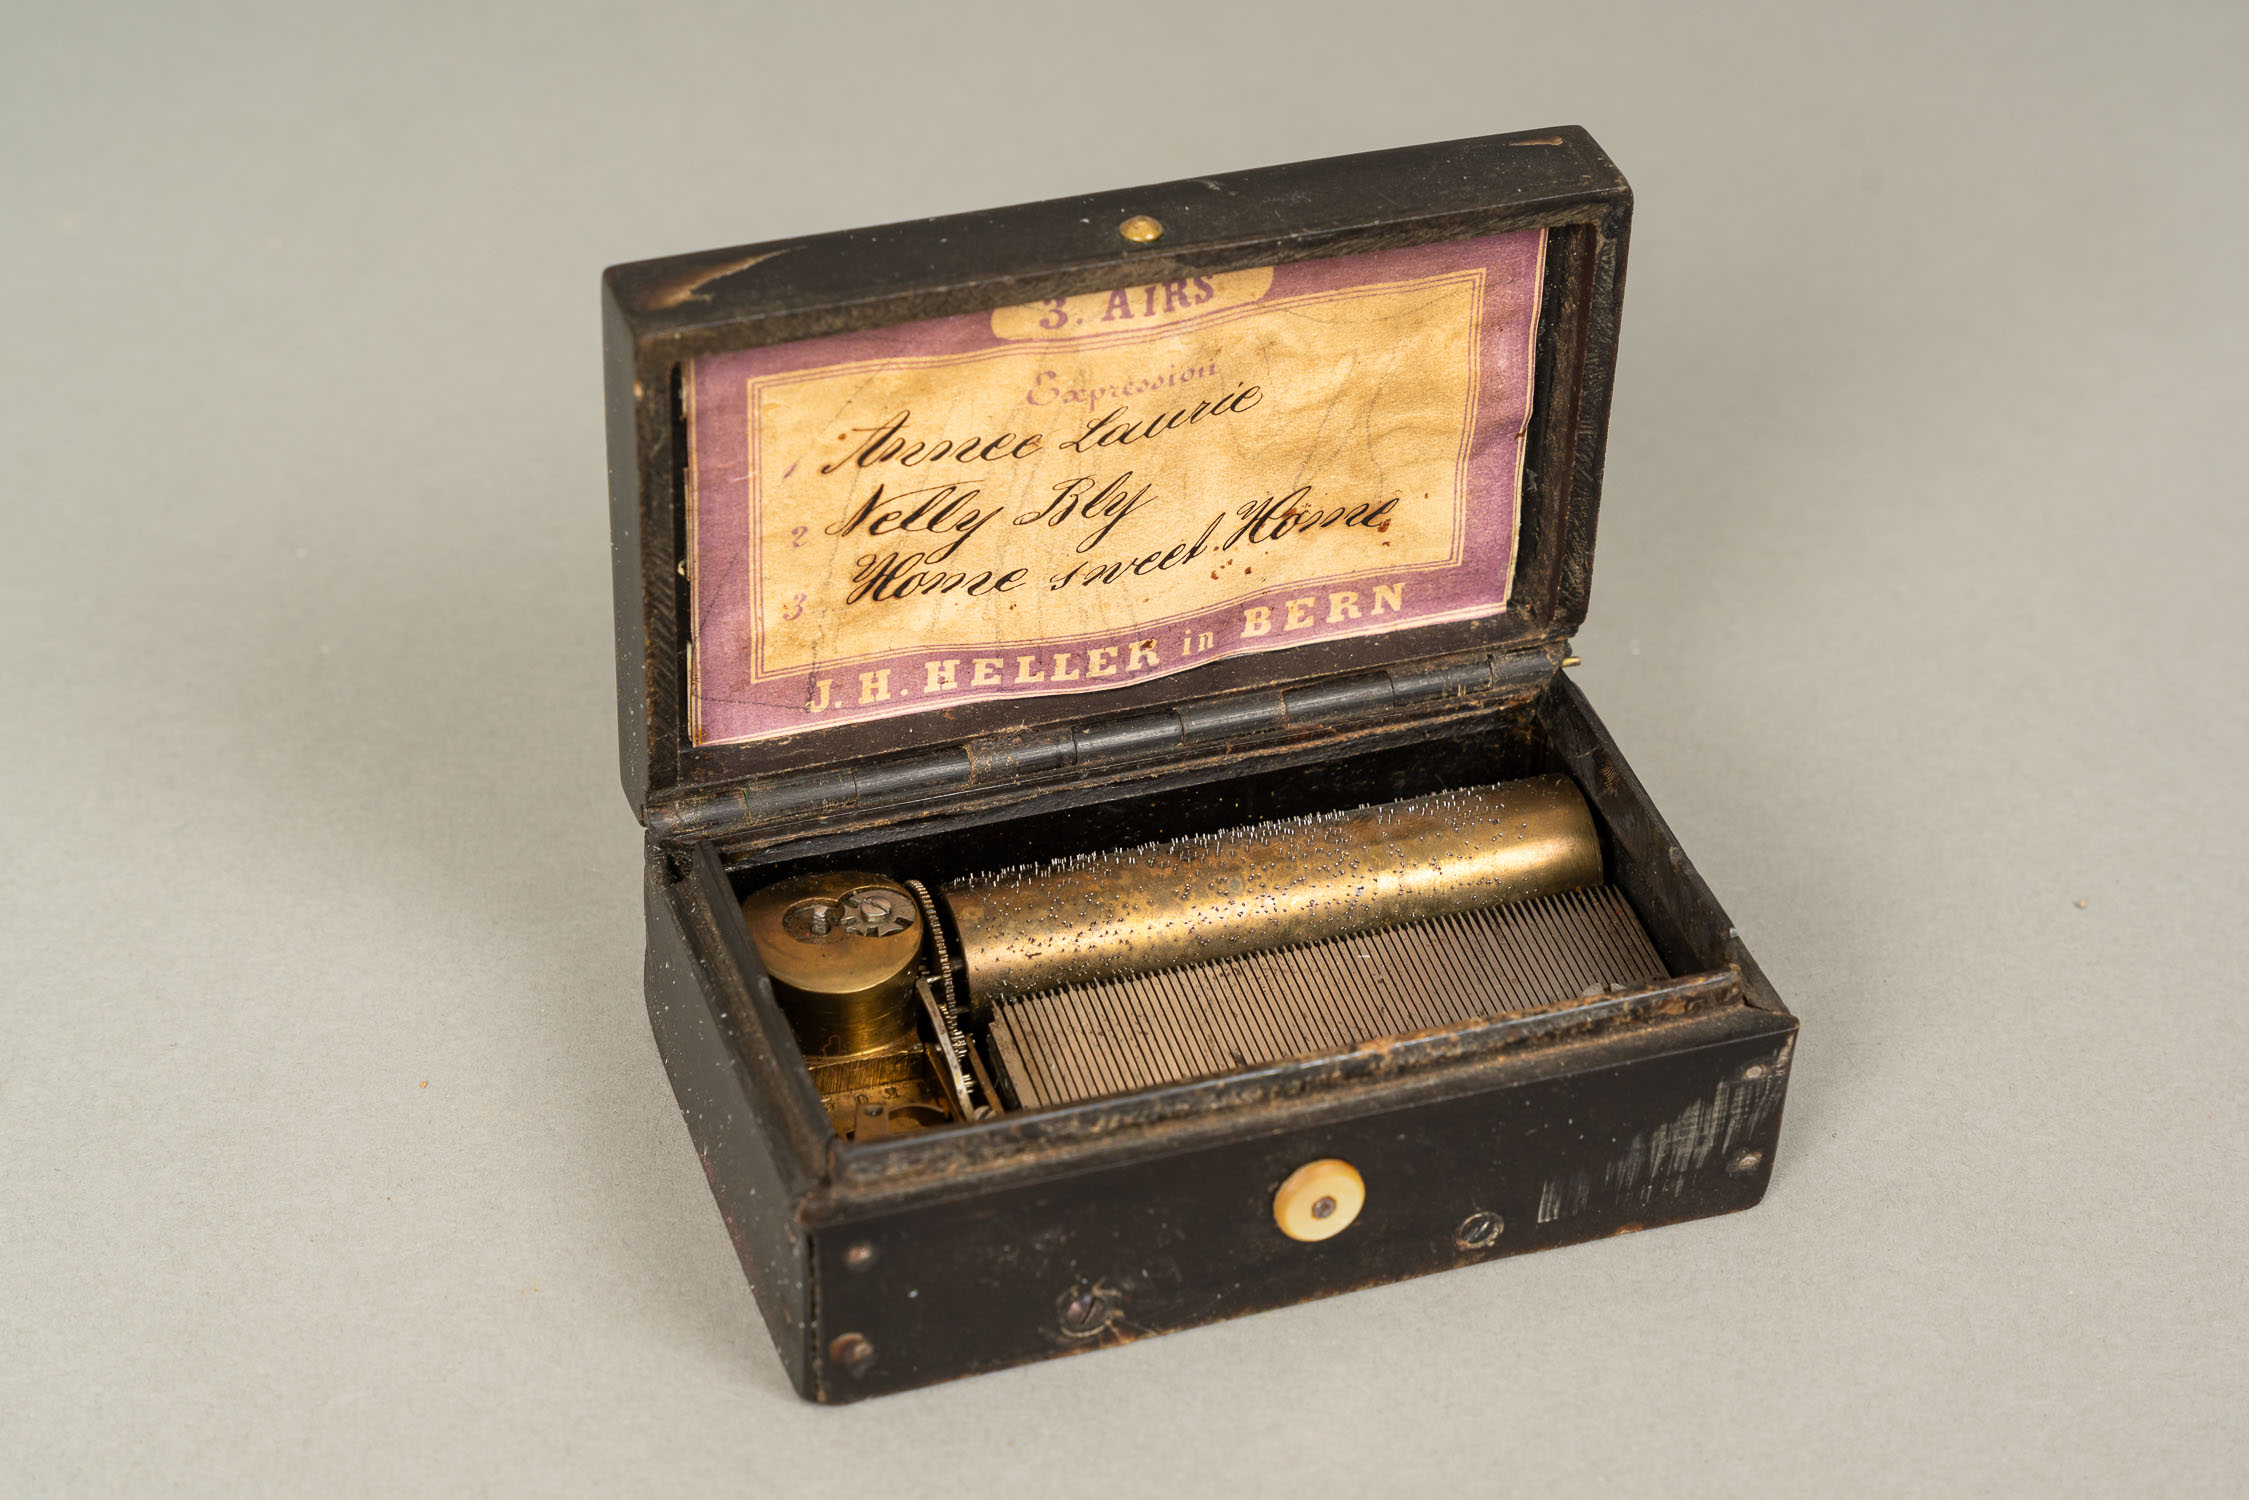 3. AIRS
Expression
1 Annee Laurie
2 Nelly Bly
3 Home sweet Home
J. H. HELLER in BERN